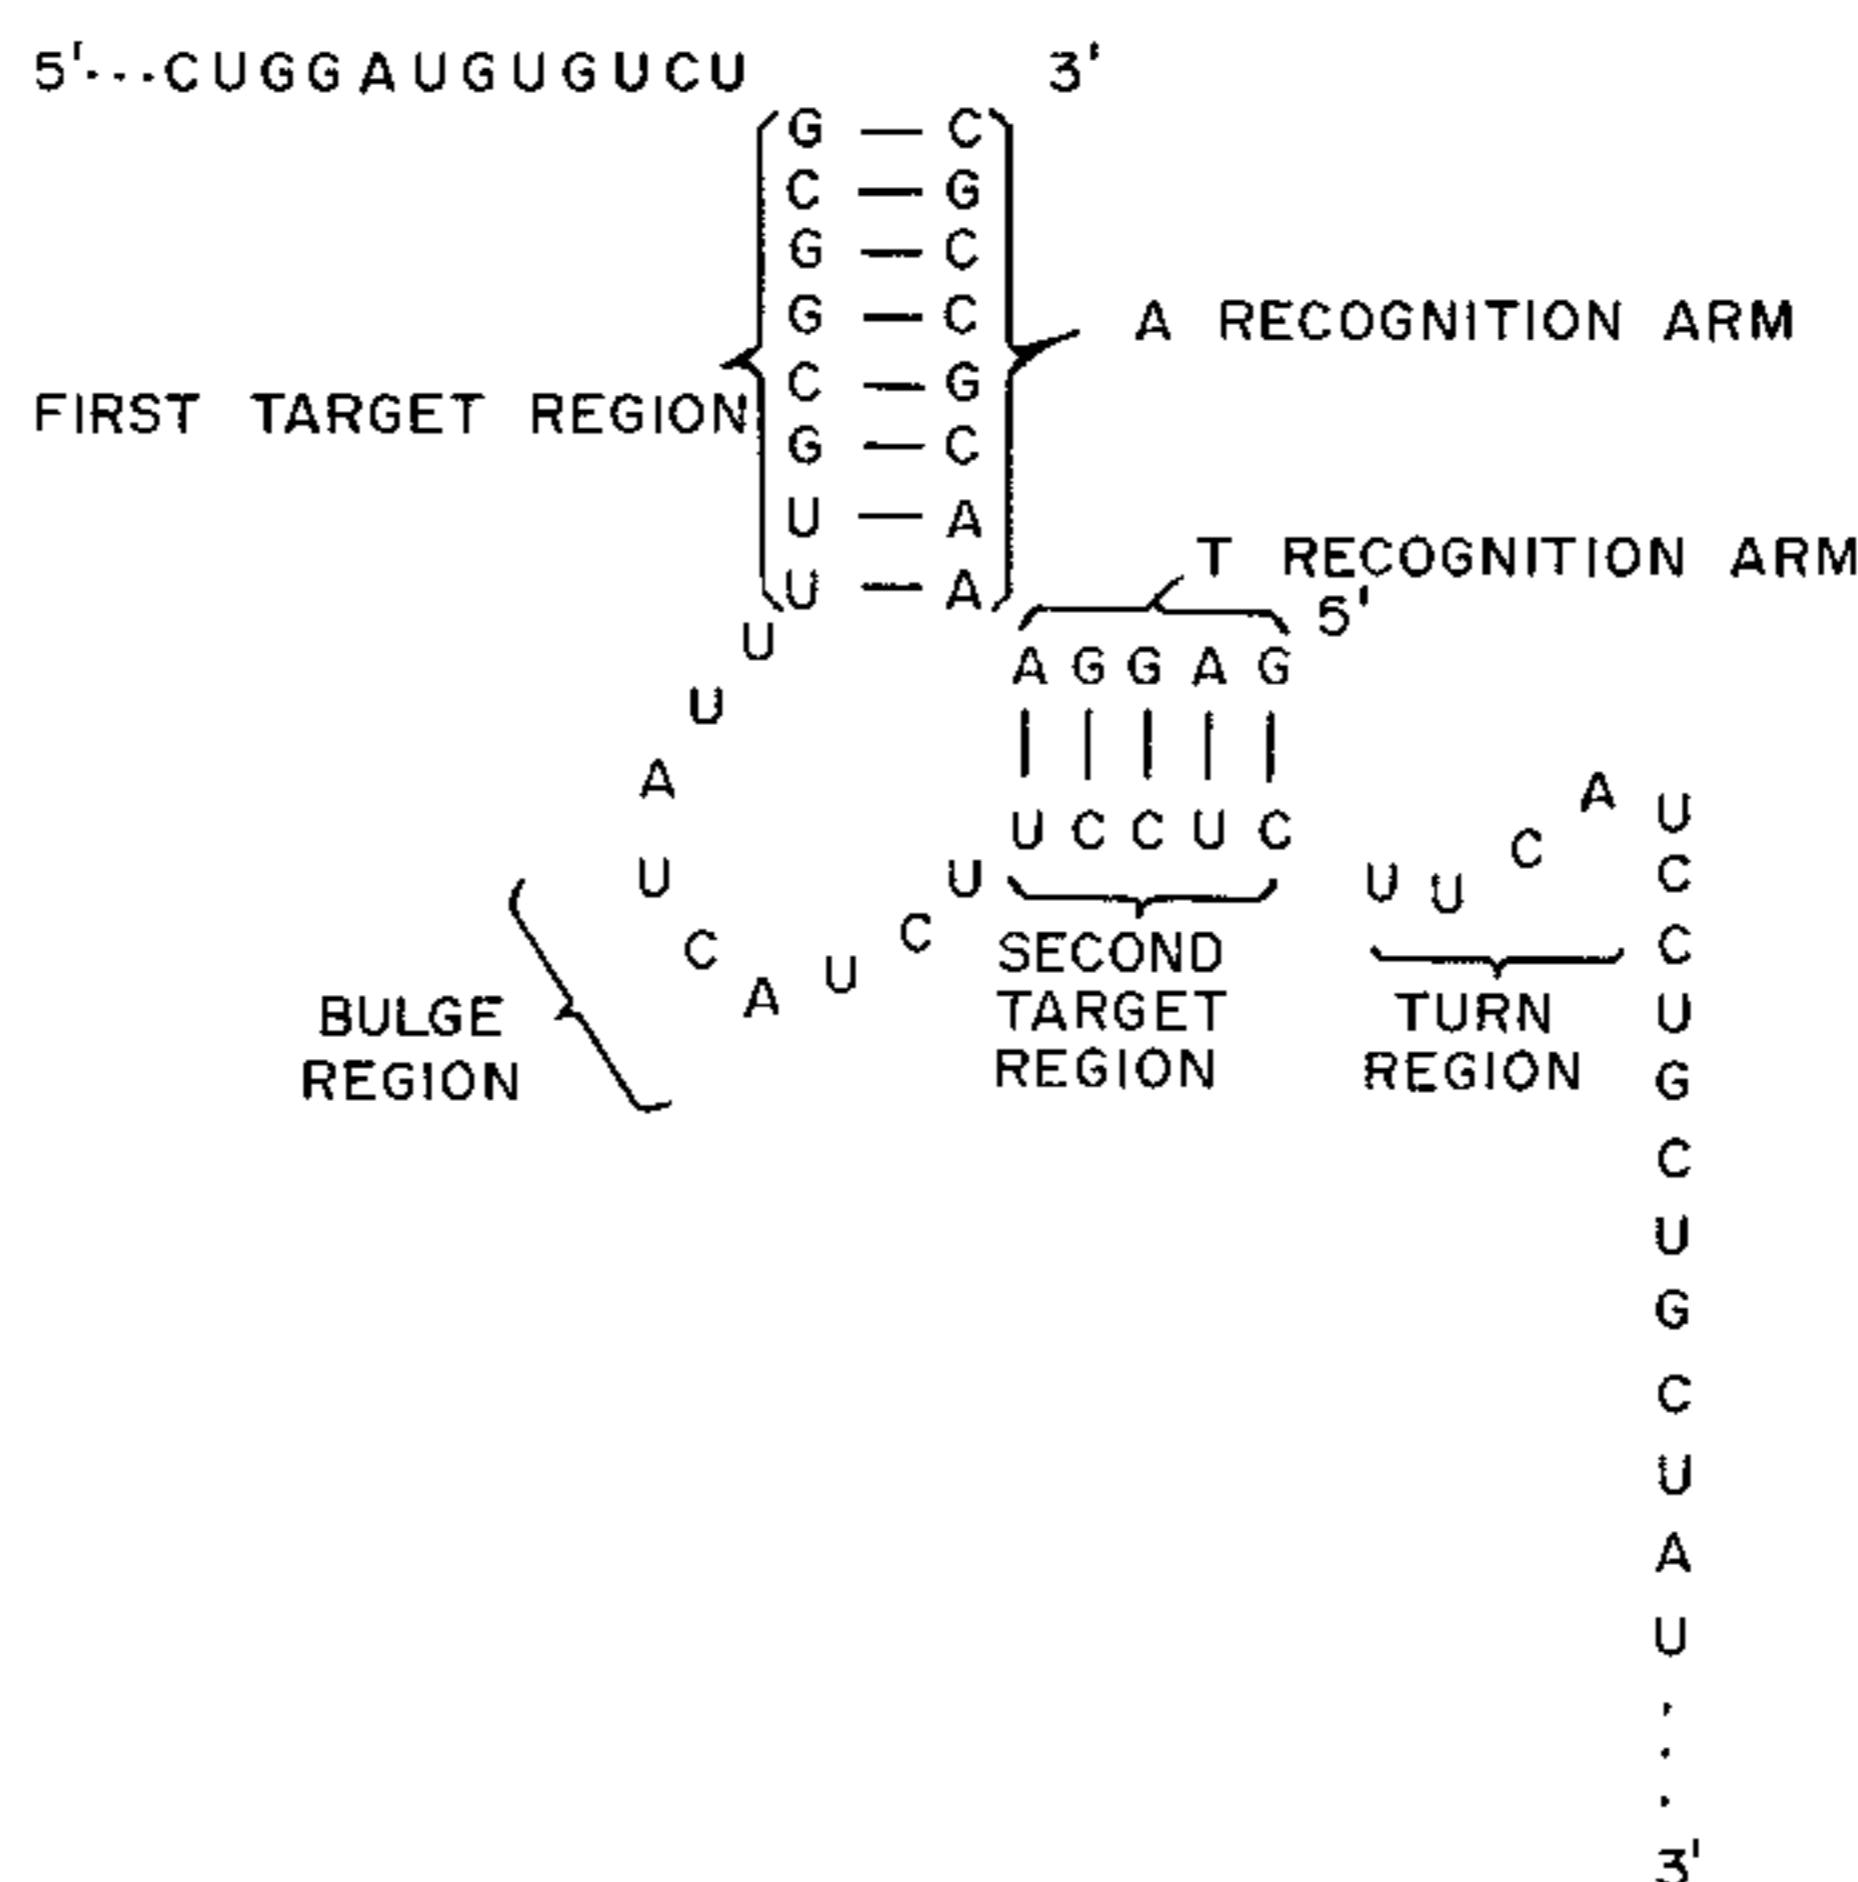 5'...CUGGAUGUGUCU 3'
G — C
C — G
G — C
G — C
C — G
G — C
U — A
U — A
A RECOGNITION ARM
FIRST TARGET REGION
T RECOGNITION ARM
5'
A G G A G
U C C U C
U
U
A
U
C
A
U
C
U
BULGE
REGION
SECOND
TARGET
REGION
U U C A
TURN
REGION
U
C
C
U
G
C
U
G
C
U
A
U
.
.
.
3'